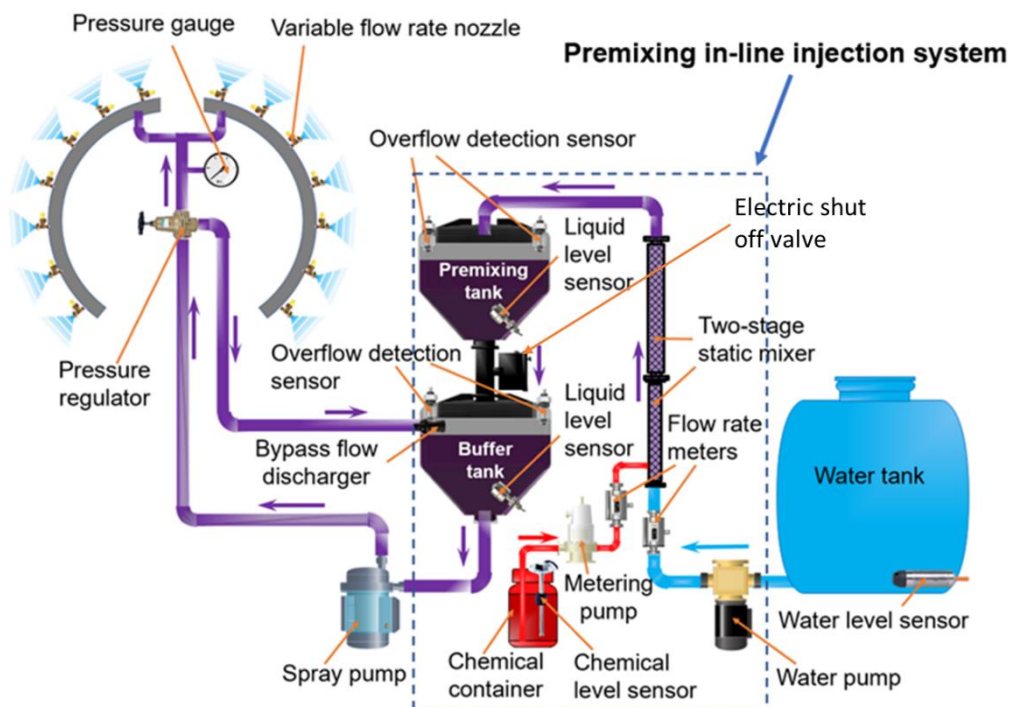 Pressure gauge
Variable flow rate nozzle
Premixing in-line injection system
Overflow detection sensor
Electric shut
off valve
Liquid
level
sensor
Premixing
tank
Two-stage
static mixer
Pressure
regulator
Overflow detection
sensor
Liquid
level
sensor
Flow rate
meters
Bypass flow
discharger
Buffer
tank
Water tank
Metering
pump
Water level sensor
Spray pump
Chemical
container
Chemical
level sensor
Water pump